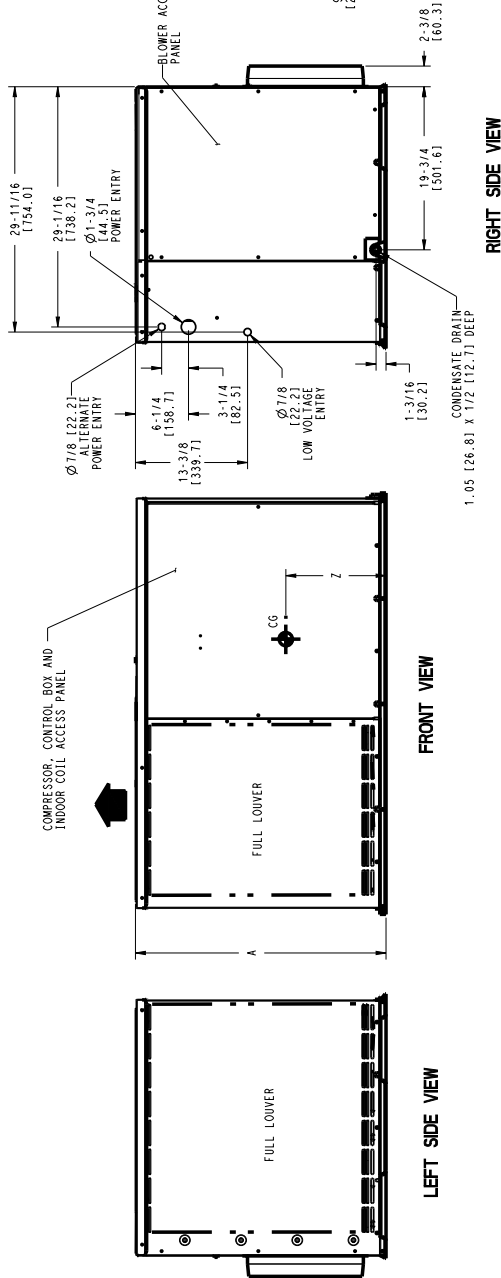 LEFT SIDE VIEW
FULL LOUVER
COMPRESSOR, CONTROL BOX AND
INDOOR COIL ACCESS PANEL
FULL LOUVER
A
CG
Z
FRONT VIEW
29-11/16
[754.0]
29-1/16
[738.2]
Ø1-3/4
[44.5]
POWER ENTRY
Ø7/8 [22.2]
ALTERNATE
POWER ENTRY
6-1/4
[158.7]
3-1/4
[82.5]
13-3/8
[339.7]
Ø7/8
[22.2]
LOW VOLTAGE
ENTRY
BLOWER ACC
PANEL
1-3/16
[30.2]
CONDENSATE DRAIN
1.05 [26.8] X 1/2 [12.7] DEEP
19-3/4
[501.6]
2-3/8
[60.3]
RIGHT SIDE VIEW